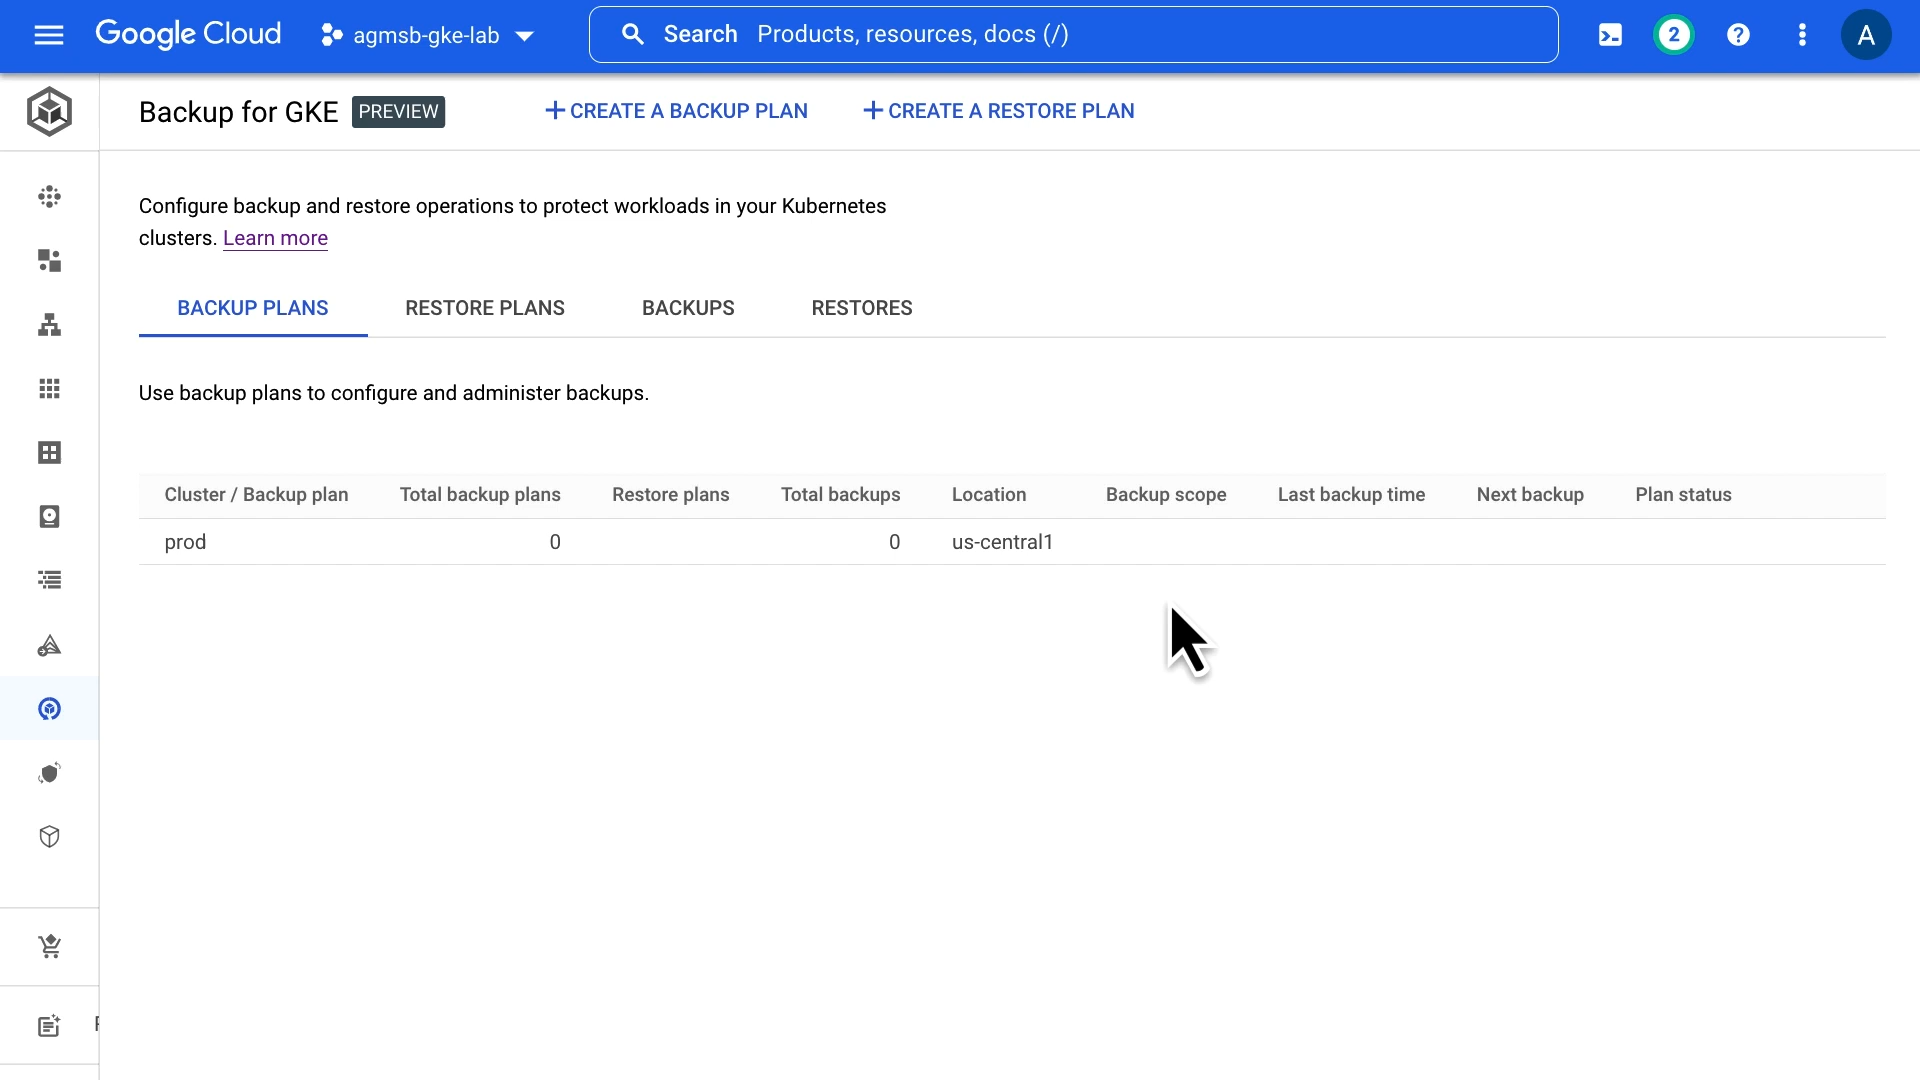 Google Cloud
agmsb-gke-lab
Search Products, resources, docs (/)
2
?
A
Backup for GKE PREVIEW
CREATE A BACKUP PLAN
CREATE A RESTORE PLAN
Configure backup and restore operations to protect workloads in your Kubernetes
clusters. Learn more
BACKUP PLANS
RESTORE PLANS
BACKUPS
RESTORES
Use backup plans to configure and administer backups.
Cluster / Backup plan Total backup plans Restore plans Total backups Location Backup scope Last backup time Next backup Plan status
prod 0 0 us-central1